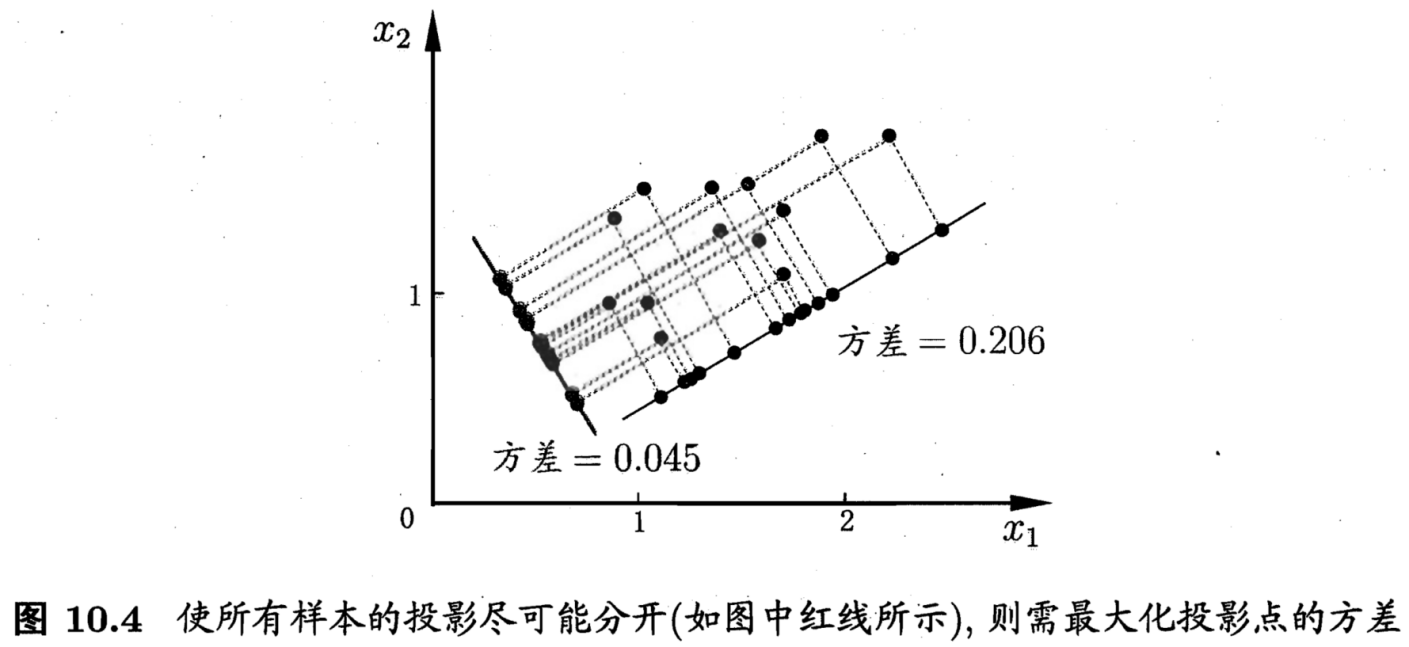 x₂
1
方差 = 0.206
方差 = 0.045
0
1
2
x₁
图 10.4 使所有样本的投影尽可能分开(如图中红线所示), 则需最大化投影点的方差